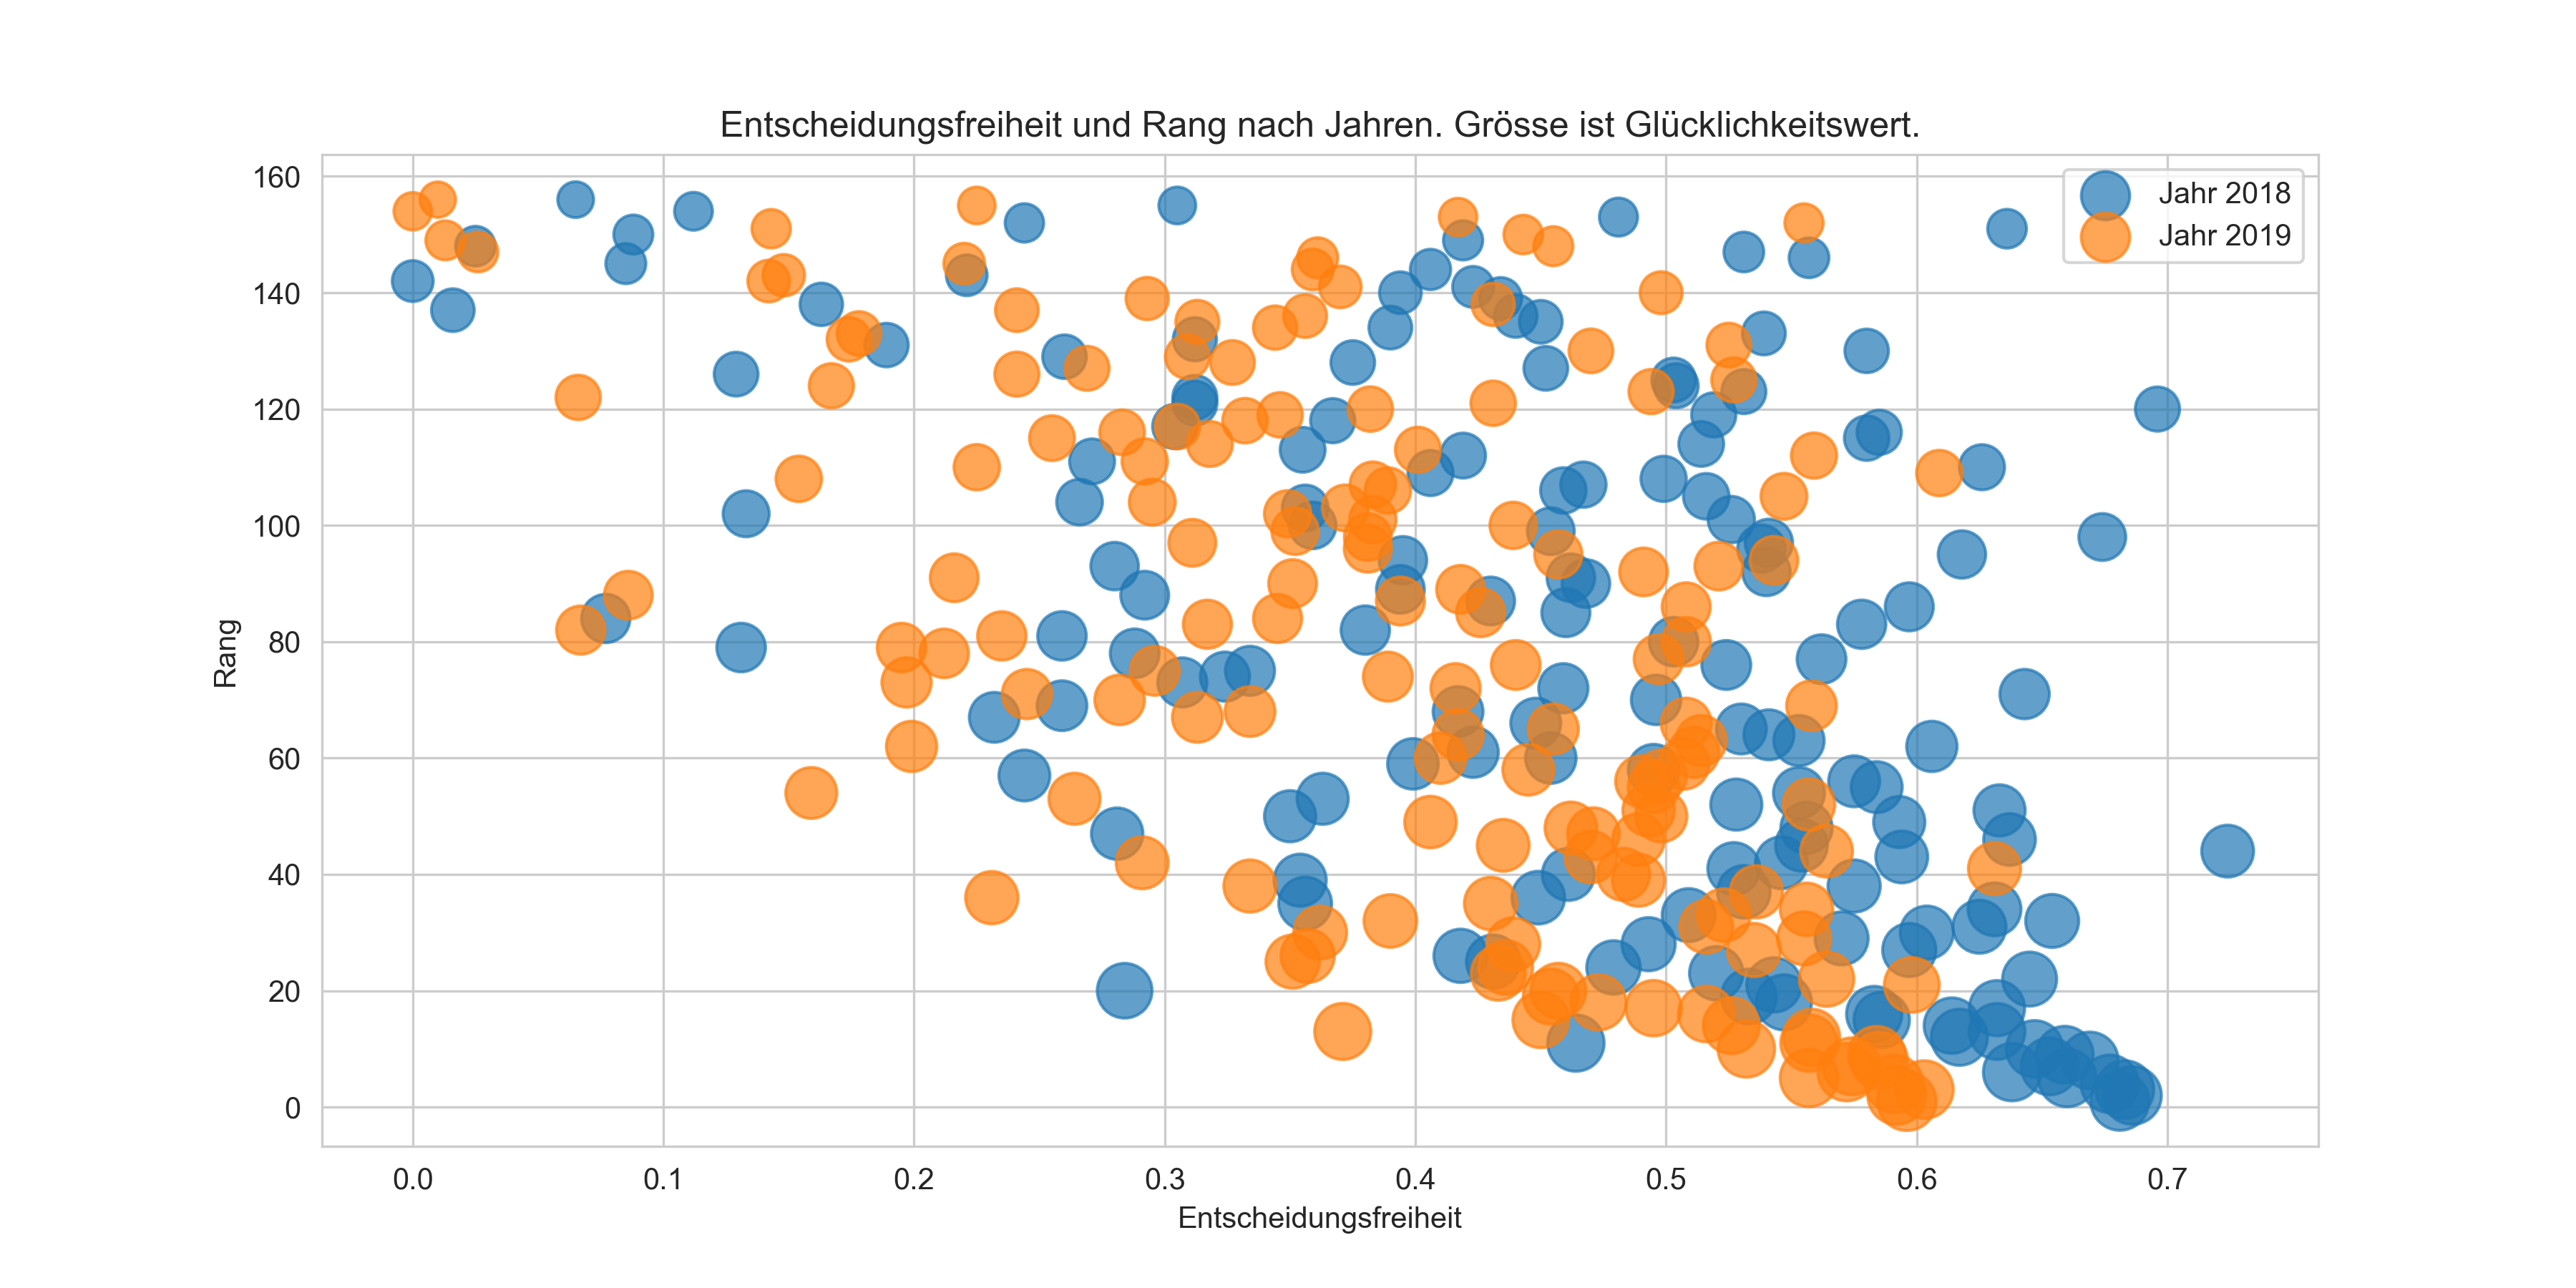 Entscheidungsfreiheit und Rang nach Jahren. Grösse ist Glücklichkeitswert.
Jahr 2018
Jahr 2019
Rang
160
140
120
100
80
60
40
20
0
0.0 0.1 0.2 0.3 0.4 0.5 0.6 0.7
Entscheidungsfreiheit